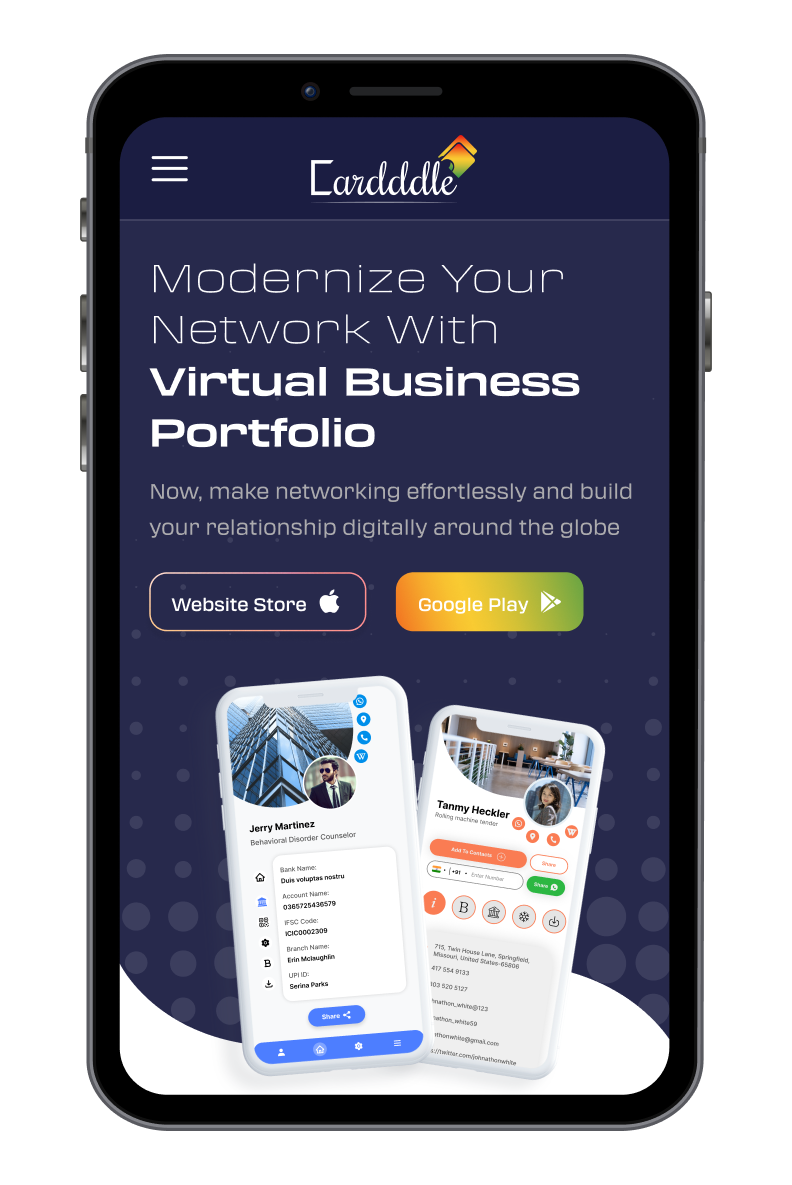 Cardddle
Modernize Your
Network With
Virtual Business
Portfolio
Now, make networking effortlessly and build
your relationship digitally around the globe
Website Store
Google Play
Jerry Martinez
Behavioral Disorder Counselor
Bank Name:
Duis voluptas nostru
Account Name:
0365725436579
IFSC Code:
ICIC0002309
Branch Name:
Erin Mclaughlin
UPI ID:
Serina Parks
Share
Tanmy Heckler
Rolling machine tender
Add To Contants
Share
+91
Enter Number
Share
i
B
715, Twin House Lane, Springfield,
Missouri, United States-65806
417 554 9133
03 520 5127
hnathon_white@123
nathon_white59
athonwhite@gmail.com
s://twitter.com/johnathonwhite